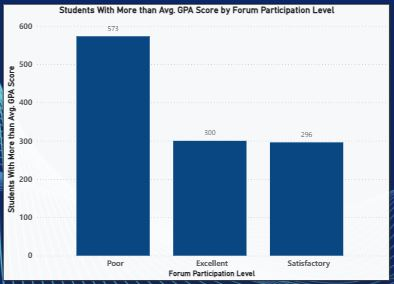 Students With More than Avg. GPA Score by Forum Participation Level
Students With More than Avg. GPA Score
600
500
400
300
200
100
0
573
300
296
Poor
Excellent
Satisfactory
Forum Participation Level